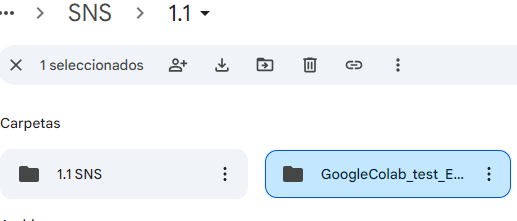 ... > SNS > 1.1
1 seleccionados
Carpetas
1.1 SNS
GoogleColab_test_E...